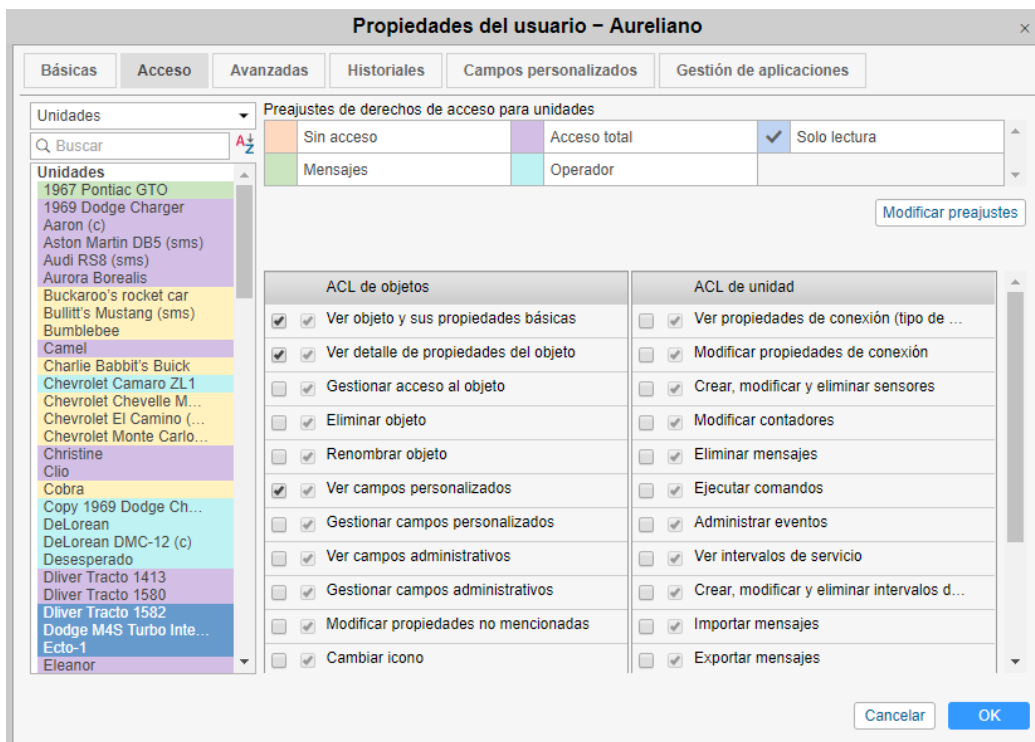 Propiedades del usuario – Aureliano
Básicas
Acceso
Avanzadas
Historiales
Campos personalizados
Gestión de aplicaciones
Unidades
Buscar
Unidades
1967 Pontiac GTO
1969 Dodge Charger
Aaron (c)
Aston Martin DB5 (sms)
Audi RS8 (sms)
Aurora Borealis
Buckaroo's rocket car
Bullitt's Mustang (sms)
Bumblebee
Camel
Charlie Babbit's Buick
Chevrolet Camaro ZL1
Chevrolet Chevelle M...
Chevrolet El Camino (...
Chevrolet Monte Carlo...
Christine
Clio
Cobra
Copy 1969 Dodge Ch...
DeLorean
DeLorean DMC-12 (c)
Desesperado
Dliver Tracto 1413
Dliver Tracto 1580
Dliver Tracto 1582
Dodge M4S Turbo Inte...
Ecto-1
Eleanor
Preajustes de derechos de acceso para unidades
Sin acceso
Acceso total
Solo lectura
Mensajes
Operador
Modificar preajustes
ACL de objetos
Ver objeto y sus propiedades básicas
Ver detalle de propiedades del objeto
Gestionar acceso al objeto
Eliminar objeto
Renombrar objeto
Ver campos personalizados
Gestionar campos personalizados
Ver campos administrativos
Gestionar campos administrativos
Modificar propiedades no mencionadas
Cambiar icono
ACL de unidad
Ver propiedades de conexión (tipo de ...
Modificar propiedades de conexión
Crear, modificar y eliminar sensores
Modificar contadores
Eliminar mensajes
Ejecutar comandos
Administrar eventos
Ver intervalos de servicio
Crear, modificar y eliminar intervalos d...
Importar mensajes
Exportar mensajes
Cancelar
OK